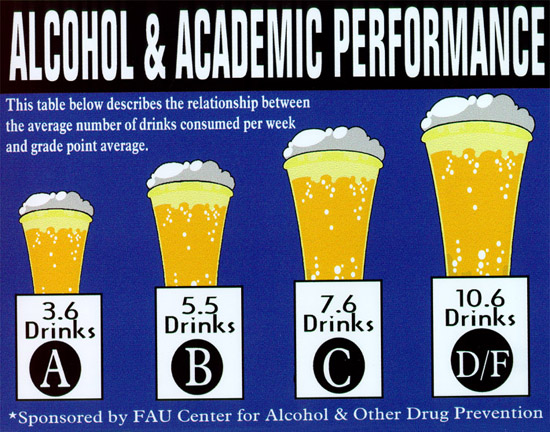 ALCOHOL & ACADEMIC PERFORMANCE
This table below describes the relationship between
the average number of drinks consumed per week
and grade point average.
3.6
Drinks
A
5.5
Drinks
B
7.6
Drinks
C
10.6
Drinks
D/F
*Sponsored by FAU Center for Alcohol & Other Drug Prevention